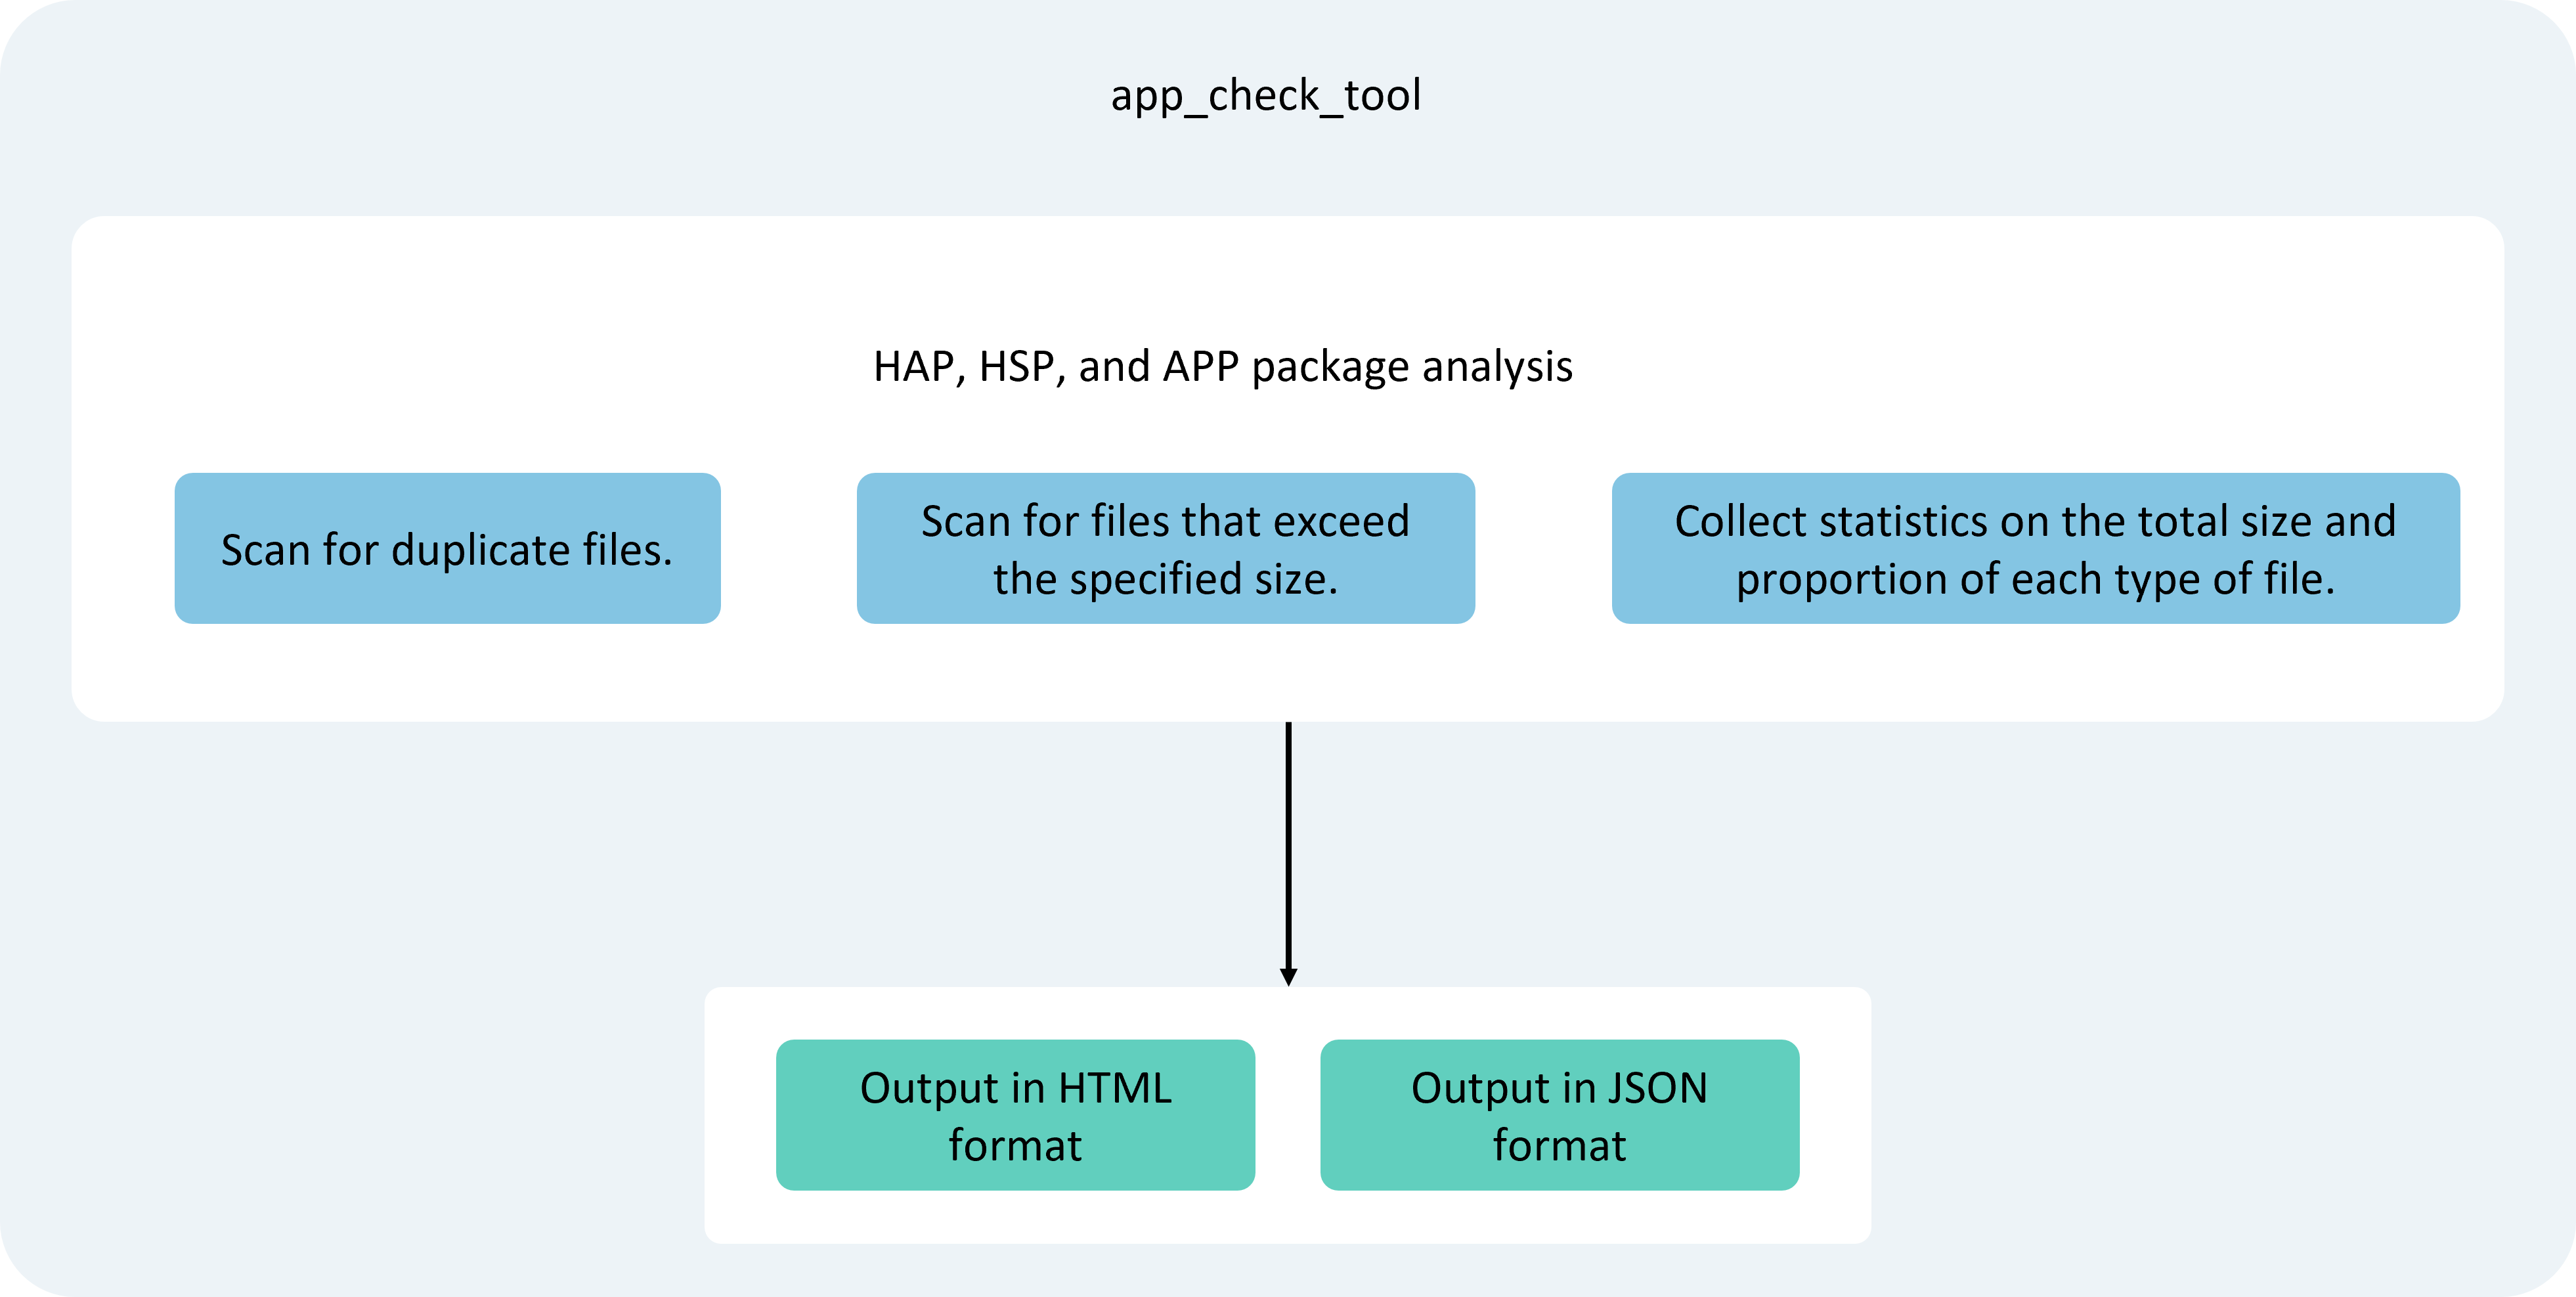 app_check_tool
HAP, HSP, and APP package analysis
Scan for duplicate files.
Scan for files that exceed
the specified size.
Collect statistics on the total size and
proportion of each type of file.
Output in HTML
format
Output in JSON
format